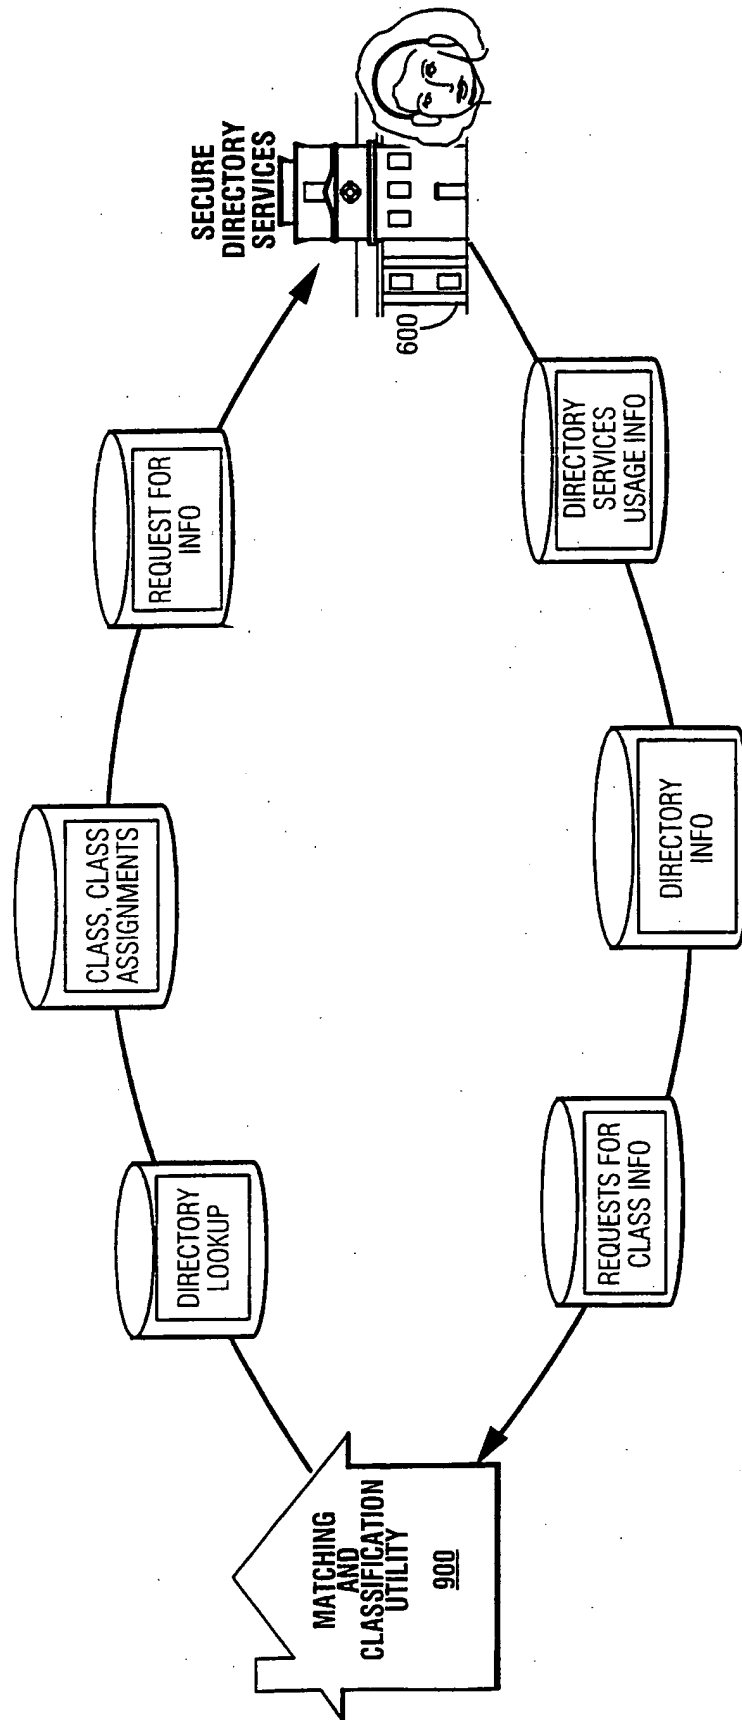 SECURE
DIRECTORY
SERVICES
600
REQUEST FOR
INFO
CLASS, CLASS
ASSIGNMENTS
DIRECTORY
LOOKUP
MATCHING
AND
CLASSIFICATION
UTILITY
900
DIRECTORY
SERVICES
USAGE INFO
DIRECTORY
INFO
REQUESTS FOR
CLASS INFO